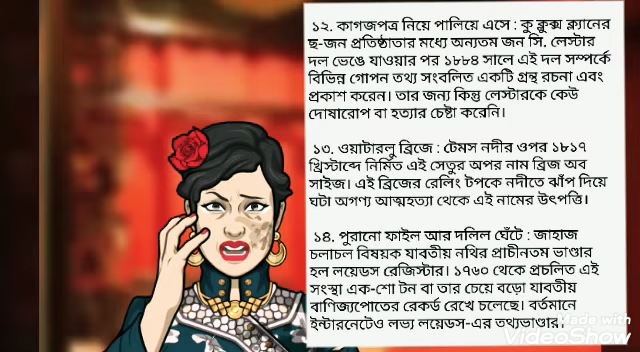 ১২. কাগজপত্র নিয়ে পালিয়ে এসে : কু ক্লুক্স ক্ল্যানের
ছ-জন প্রতিষ্ঠাতার মধ্যে অন্যতম জন সি. লেস্টার
দল ভেঙে যাওয়ার পর ১৮৮৪ সালে এই দল সম্পর্কে
বিভিন্ন গোপন তথ্য সংবলিত একটি গ্রন্থ রচনা এবং
প্রকাশ করেন। তার জন্য কিন্তু লেস্টারকে কেউ
দোষারোপ বা হত্যার চেষ্টা করেনি।
১৩. ওয়াটারলু ব্রিজে : টেমস নদীর ওপর ১৮১৭
খ্রিস্টাব্দে নির্মিত এই সেতুর অপর নাম ব্রিজ অব
সাইজ। এই ব্রিজের রেলিং টপকে নদীতে ঝাঁপ দিয়ে
ঘটা অগণ্য আত্মহত্যা থেকে এই নামের উৎপত্তি।
১৪. পুরানো ফাইল আর দলিল ঘেঁটে : জাহাজ
চলাচল বিষয়ক যাবতীয় নথির প্রাচীনতম ভাণ্ডার
হল লয়েডস রেজিস্টার। ১৭৬০ থেকে প্রচলিত এই
সংস্থা এক-শো টন বা তার চেয়ে বড়ো যাবতীয়
বাণিজ্যপোতের রেকর্ড রেখে চলেছে। বর্তমানে
ইন্টারনেটেও লভ্য লয়েডস-এর তথ্যভাণ্ডার।
Made with
VideoShow